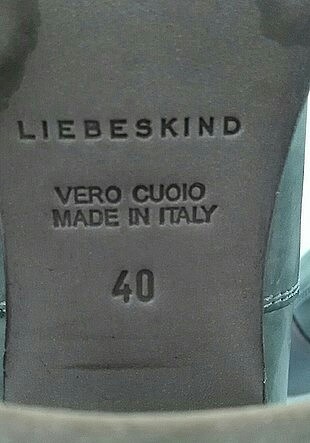 LIEBESKIND
VERO CUOIO
MADE IN ITALY
40